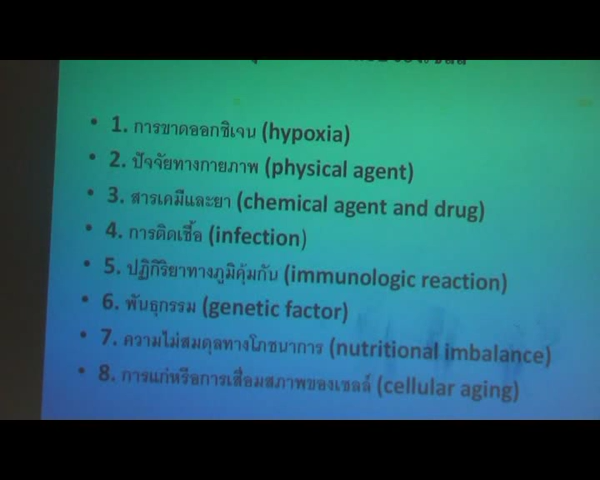 • 1. การขาดออกซิเจน (hypoxia)
• 2. ปัจจัยทางกายภาพ (physical agent)
• 3. สารเคมีและยา (chemical agent and drug)
• 4. การติดเชื้อ (infection)
• 5. ปฏิกิริยาทางภูมิคุ้มกัน (immunologic reaction)
• 6. พันธุกรรม (genetic factor)
• 7. ความไม่สมดุลทางโภชนาการ (nutritional imbalance)
• 8. การแก่หรือการเสื่อมสภาพของเซลล์ (cellular aging)